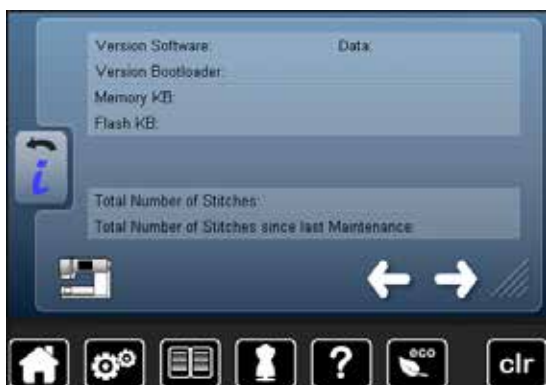 Version Software: Data:
Version Bootloader:
Memory KB:
Flash KB:
i
Total Number of Stitches:
Total Number of Stitches since last Maintenance:
? eco clr